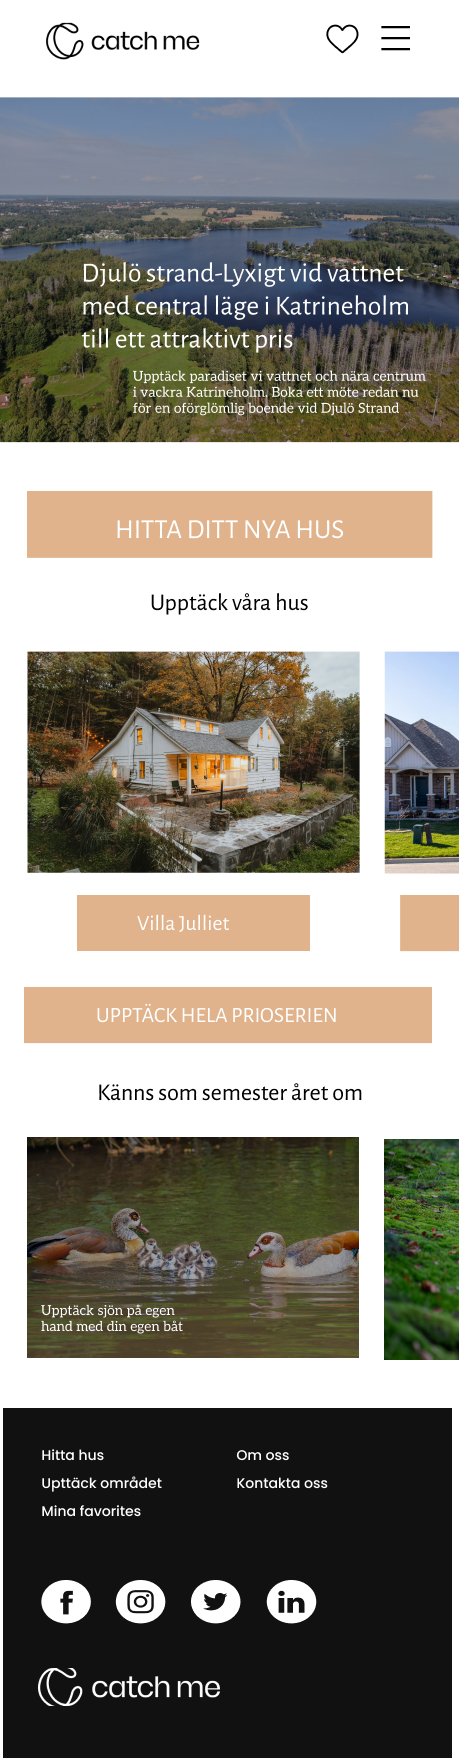 catch me
Djulö strand-Lyxigt vid vattnet
med central läge i Katrineholm
till ett attraktivt pris
Upptäck paradiset vi vattnet och nära centrum
i vackra Katrineholm. Boka ett möte redan nu
för en oförglömlig boende vid Djulö Strand
HITTA DITT NYA HUS
Upptäck våra hus
Villa Julliet
UPPTÄCK HELA PRIOSERIEN
Känns som semester året om
Upptäck sjön på egen
hand med din egen båt
Hitta hus
Om oss
Upttäck området
Kontakta oss
Mina favorites
catch me